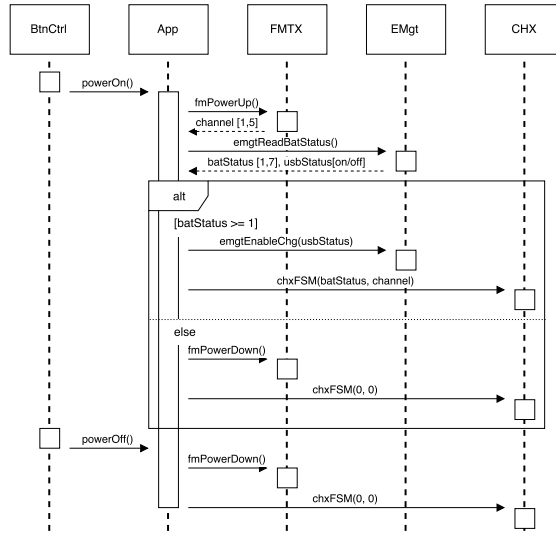 BtnCtrl App FMTX EMgt CHX
powerOn()
fmPowerUp()
channel [1,5]
emgtReadBatStatus()
batStatus [1,7], usbStatus[on/off]
alt
[batStatus >= 1]
emgtEnableChg(usbStatus)
chxFSM(batStatus, channel)
else
fmPowerDown()
chxFSM(0, 0)
powerOff()
fmPowerDown()
chxFSM(0, 0)